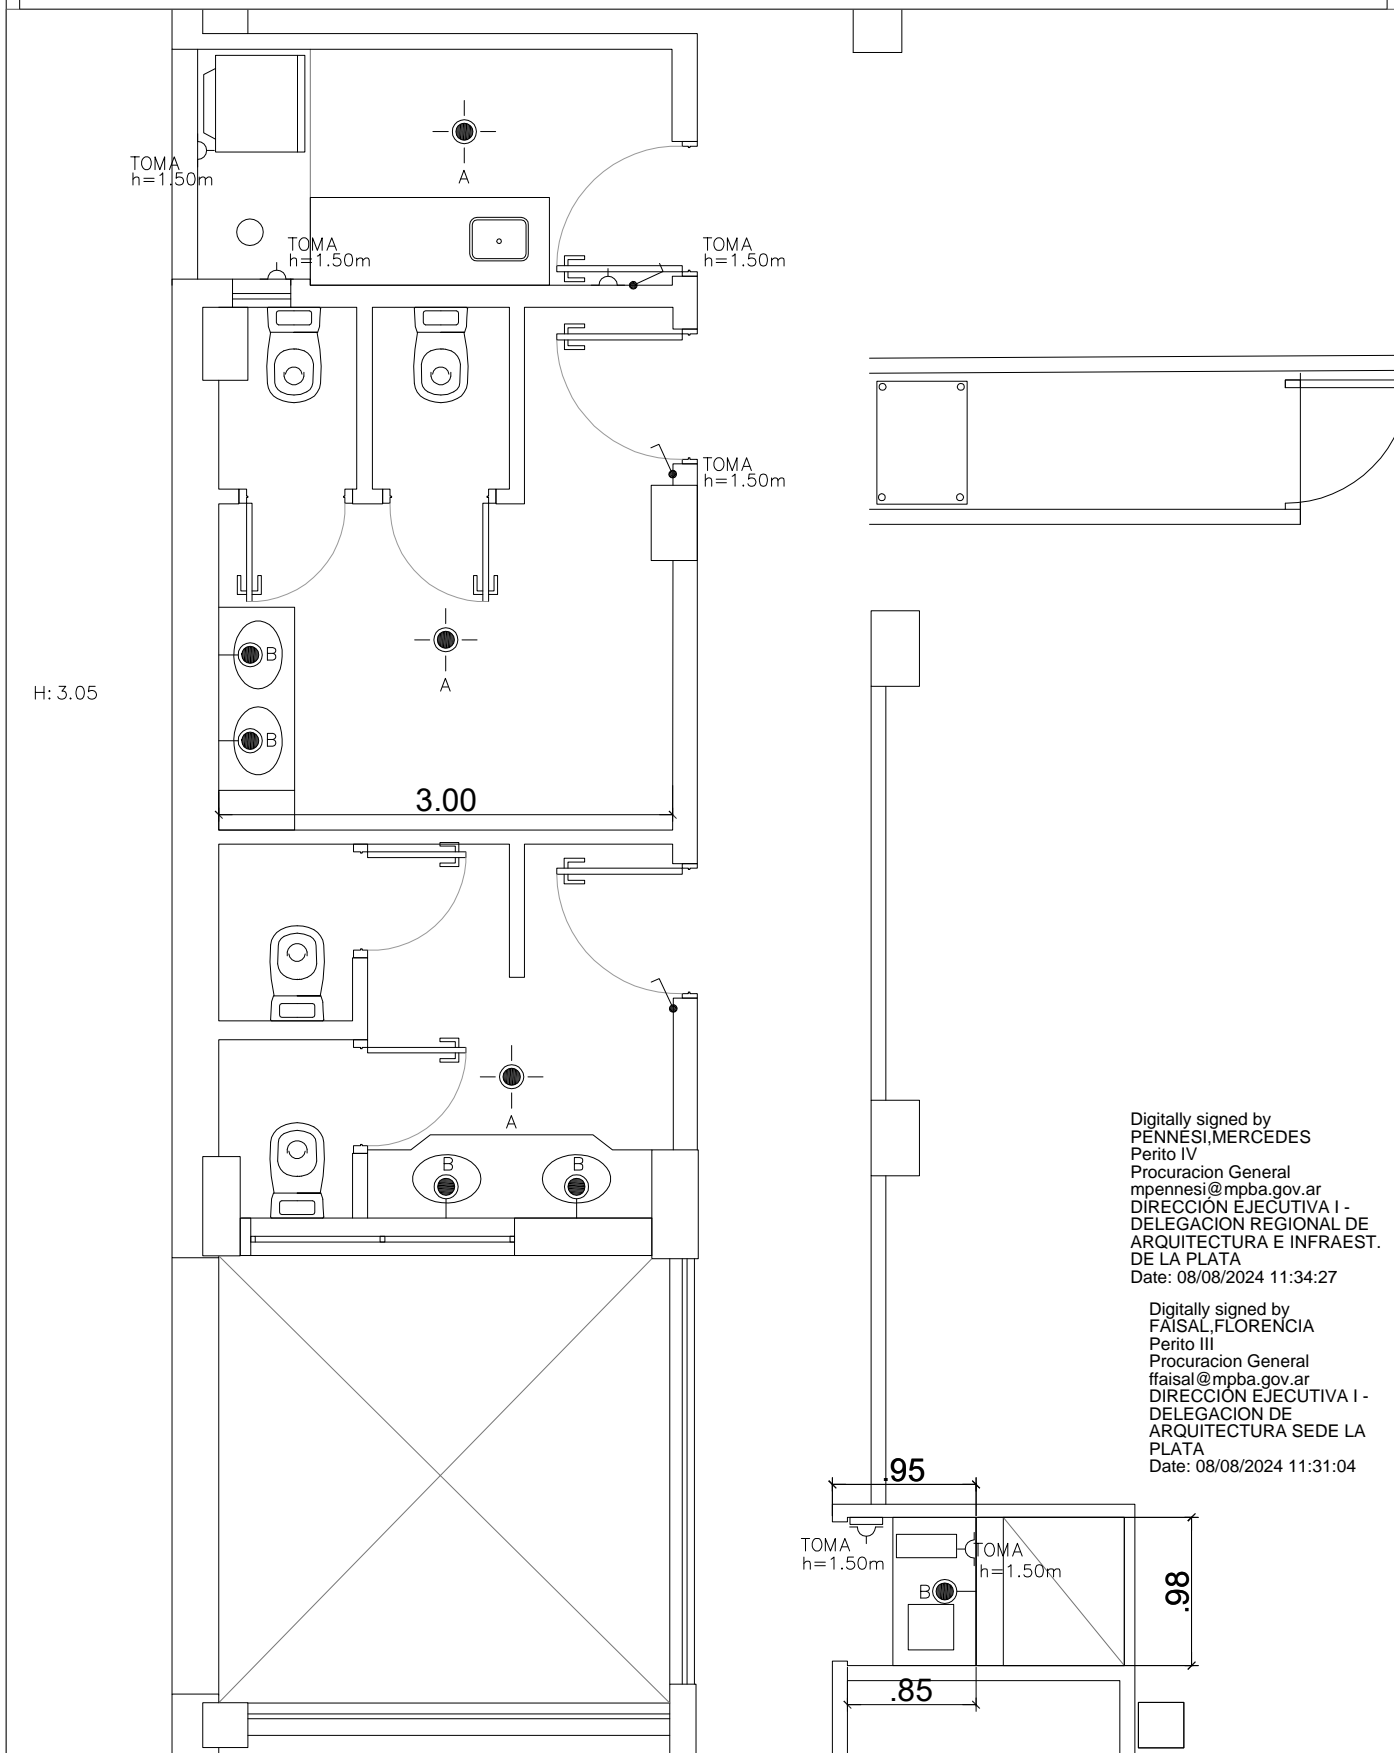 TOMA
h=1.50m
A
TOMA
h=1.50m
TOMA
h=1.50m
TOMA
h=1.50m
B
A
B
H: 3.05
3.00
A
B
B
Digitally signed by
PENNESI,MERCEDES
Perito IV
Procuracion General
mpennesi@mpba.gov.ar
DIRECCIÓN EJECUTIVA I -
DELEGACION REGIONAL DE
ARQUITECTURA E INFRAEST.
DE LA PLATA
Date: 08/08/2024 11:34:27
Digitally signed by
FAISAL,FLORENCIA
Perito III
Procuracion General
ffaisal@mpba.gov.ar
DIRECCIÓN EJECUTIVA I -
DELEGACION DE
ARQUITECTURA SEDE LA
PLATA
Date: 08/08/2024 11:31:04
.95
TOMA
h=1.50m
TOMA
h=1.50m
B
.98
.85